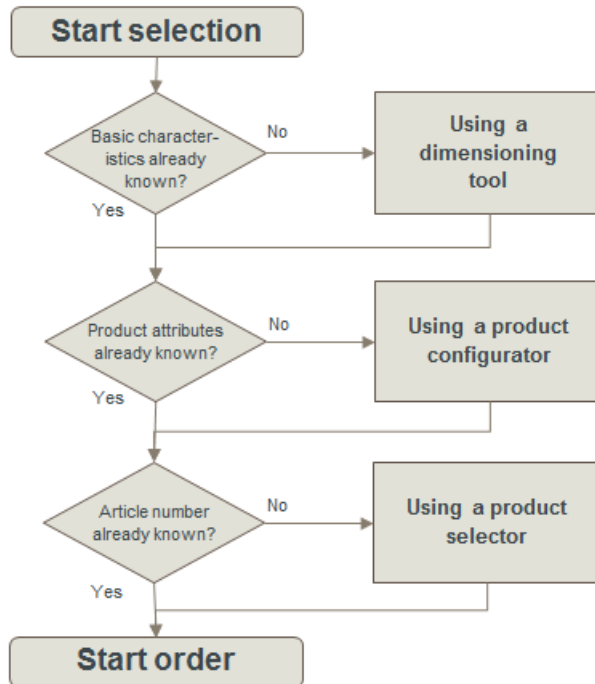 Start selection
Basic character-
istics already
known?
No
Using a
dimensioning
tool
Yes
Product attributes
already known?
No
Using a product
configurator
Yes
Article number
already known?
No
Using a product
selector
Yes
Start order